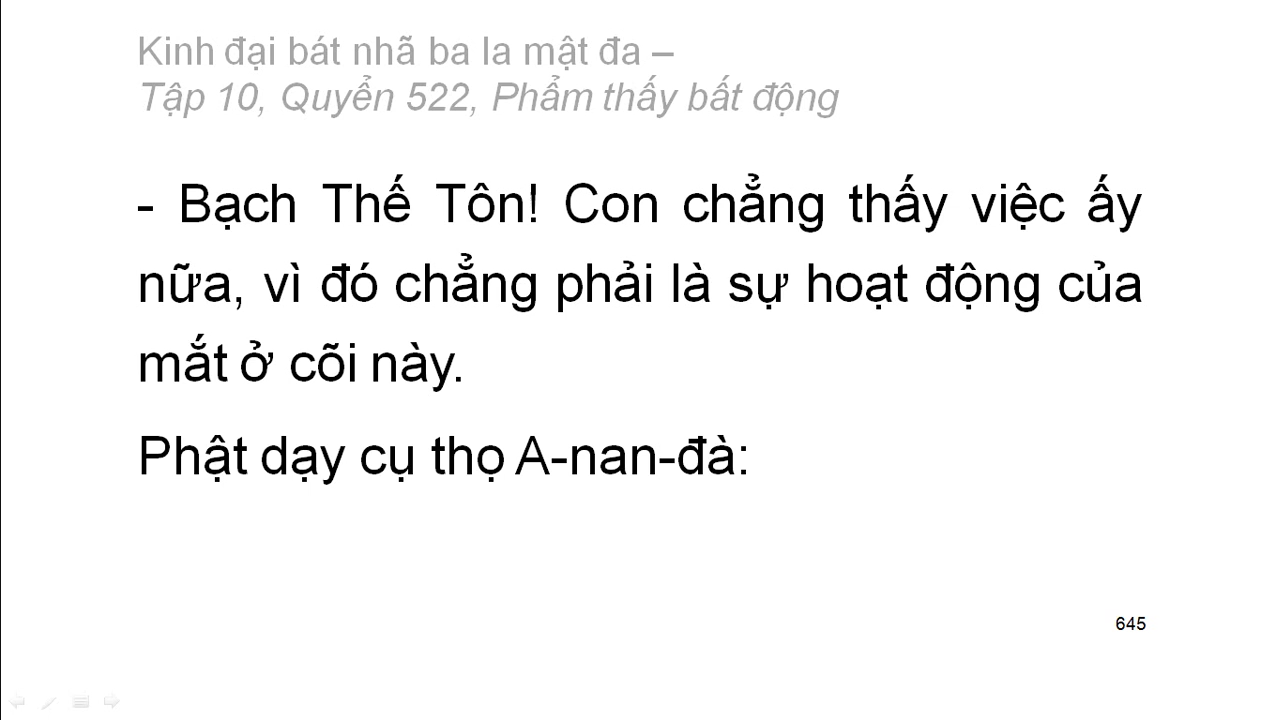 Kinh đại bát nhã ba la mật đa –
Tập 10, Quyển 522, Phẩm thấy bất động
- Bạch Thế Tôn! Con chẳng thấy việc ấy
nữa, vì đó chẳng phải là sự hoạt động của
mắt ở cõi này.
Phật dạy cụ thọ A-nan-đà:
645